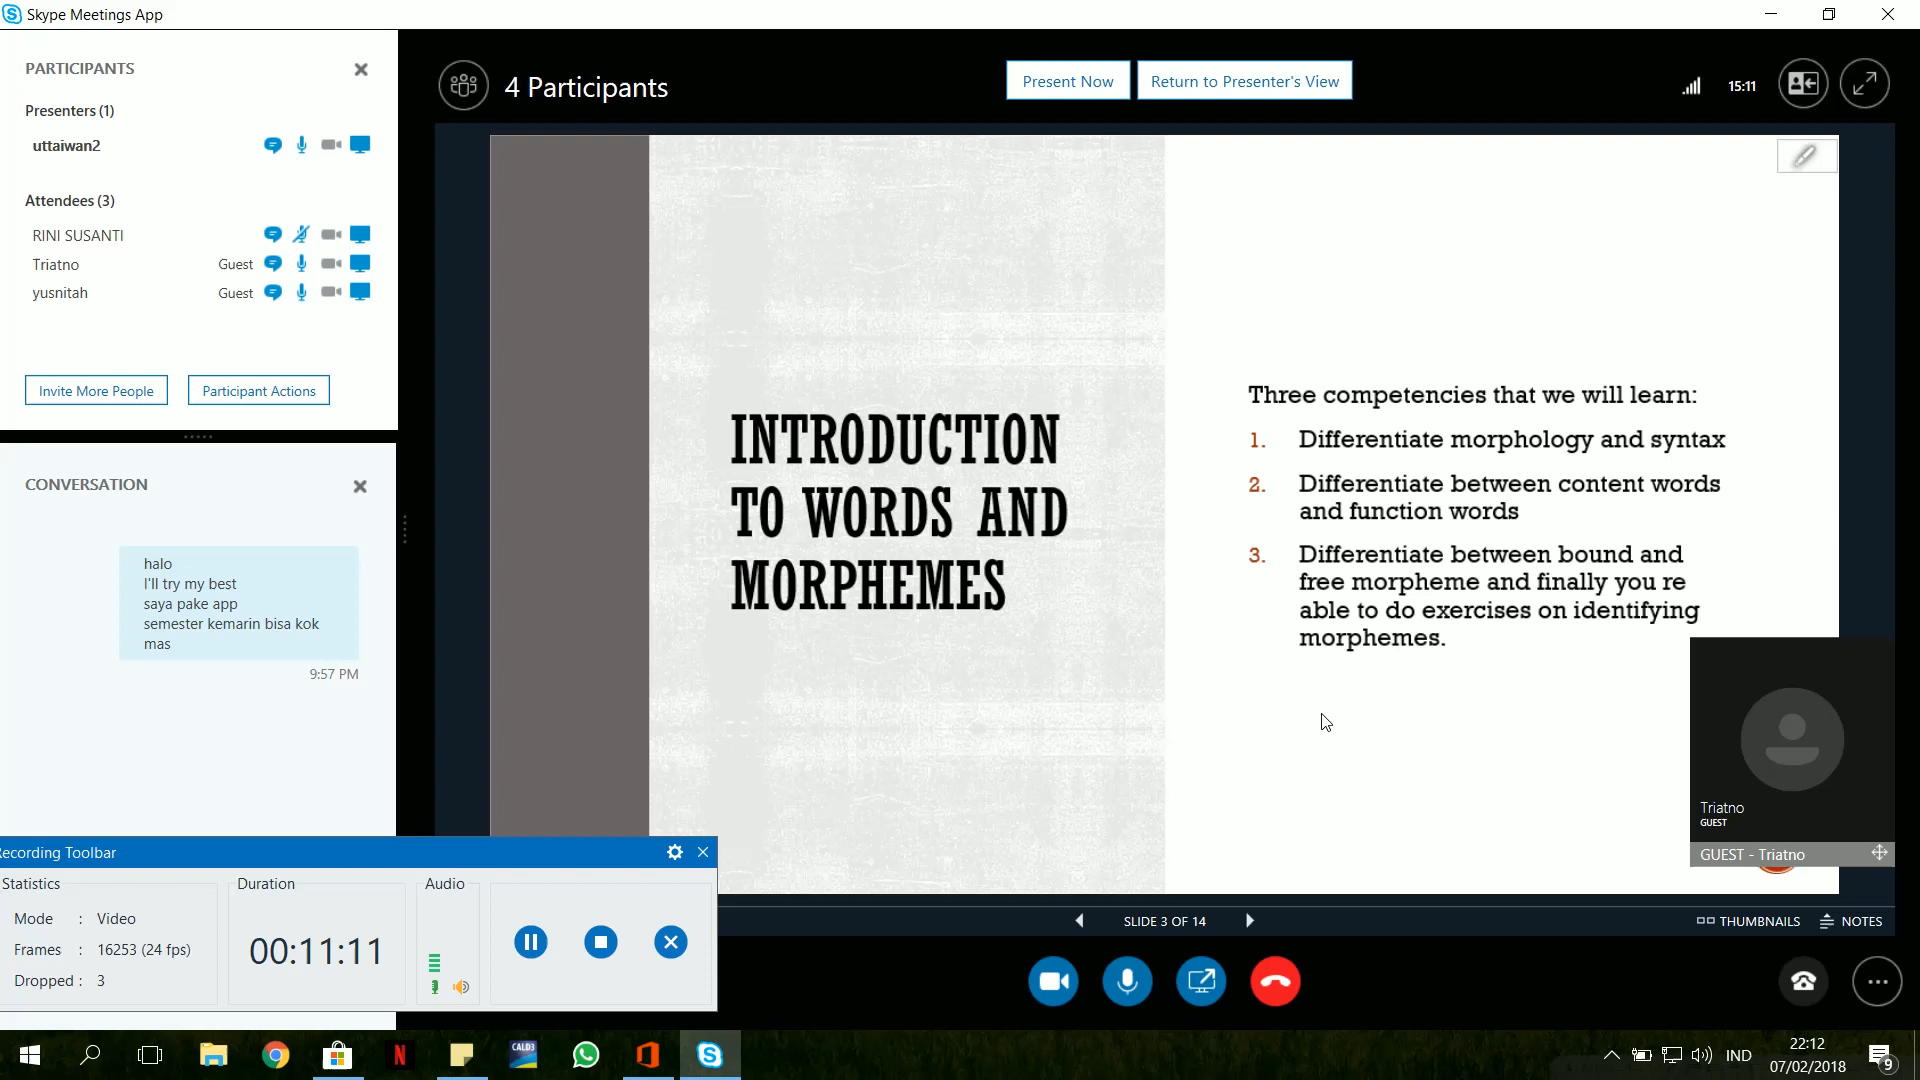 Skype Meetings App
PARTICIPANTS
Presenters (1)
uttaiwan2
Attendees (3)
RINI SUSANTI
Triatno Guest
yusnitah Guest
Invite More People Participant Actions
CONVERSATION
halo
I'll try my best
saya pake app
semester kemarin bisa kok
mas
9:57 PM
4 Participants
Present Now Return to Presenter's View
15:11
INTRODUCTION
TO WORDS AND
MORPHEMES
Three competencies that we will learn:
1. Differentiate morphology and syntax
2. Differentiate between content words
and function words
3. Differentiate between bound and
free morpheme and finally you re
able to do exercises on identifying
morphemes.
Triatno
GUEST
GUEST - Triatno
SLIDE 3 OF 14
THUMBNAILS NOTES
ecording Toolbar
Statistics
Mode : Video
Frames : 16253 (24 fps)
Dropped : 3
Duration
00:11:11
Audio
N
CALD3
IND
22:12
07/02/2018
9